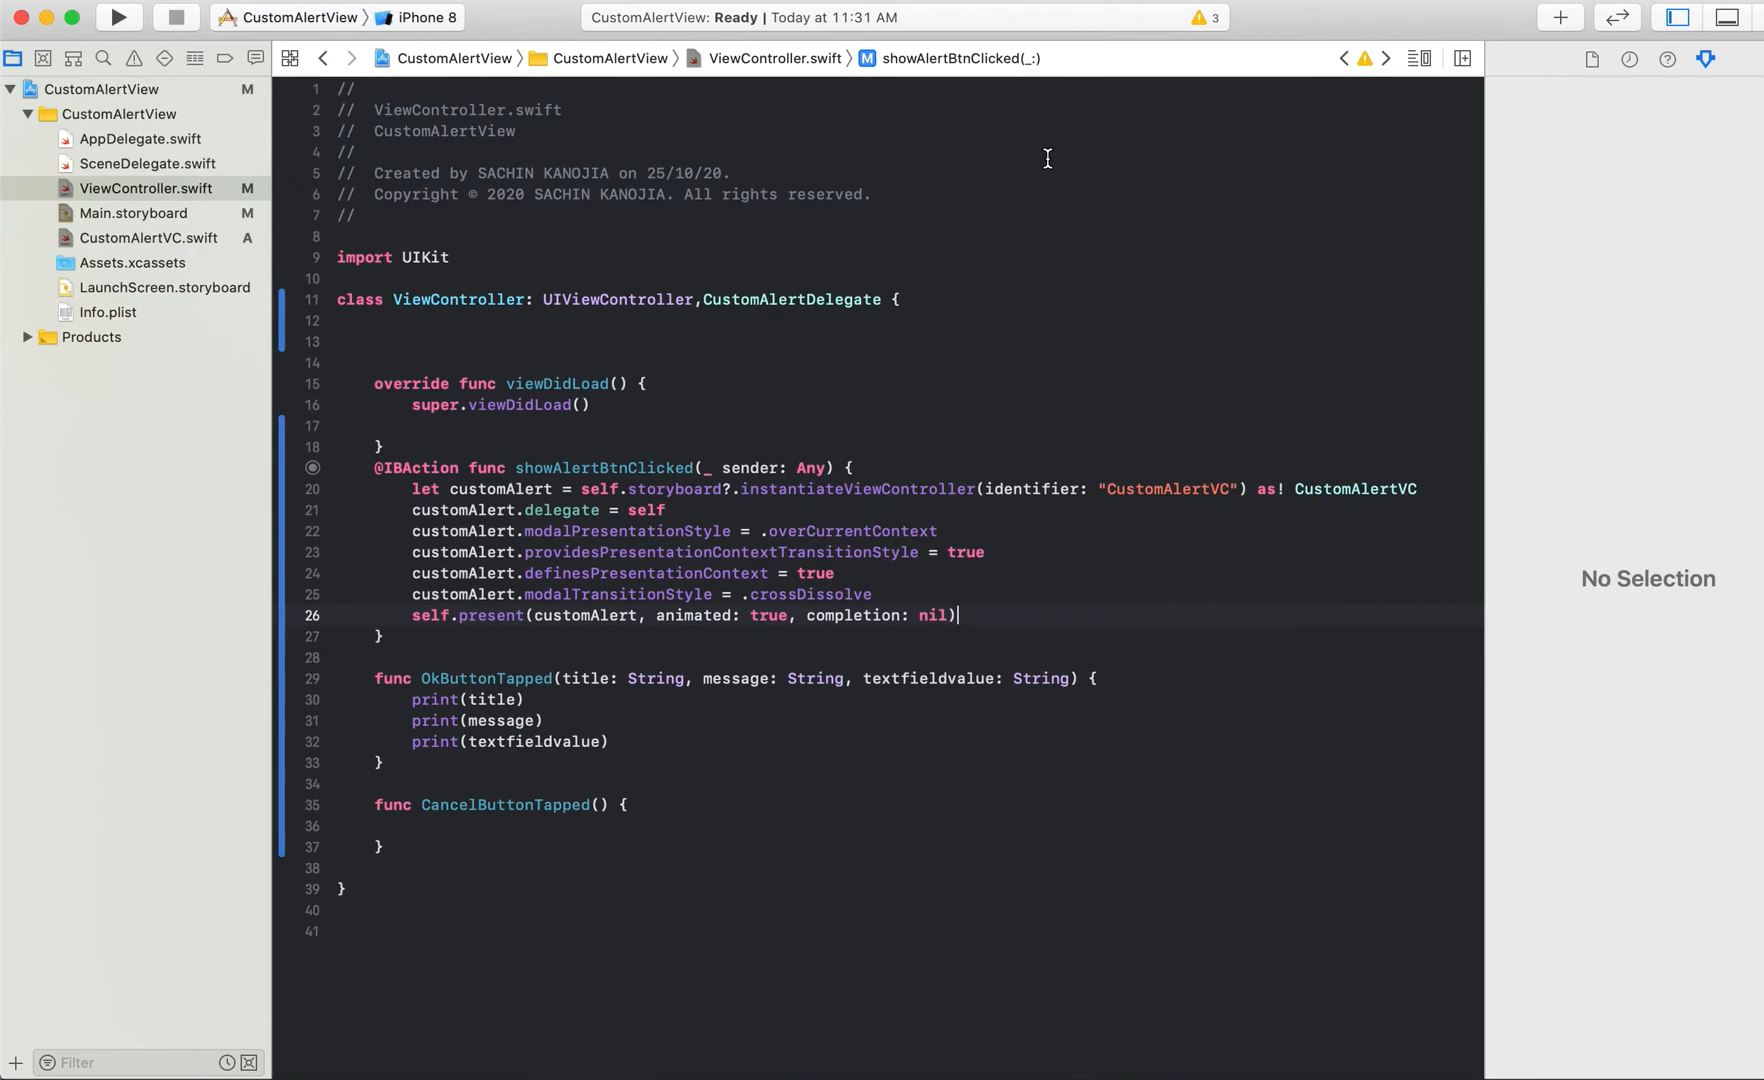 CustomAlertView
iPhone 8
CustomAlertView: Ready | Today at 11:31 AM
3
CustomAlertView
CustomAlertView
ViewController.swift
M
showAlertBtnClicked(_:)
CustomAlertView M
CustomAlertView
AppDelegate.swift
SceneDelegate.swift
ViewController.swift M
Main.storyboard M
CustomAlertVC.swift A
Assets.xcassets
LaunchScreen.storyboard
Info.plist
Products
Filter
1 //
2 //  ViewController.swift
3 //  CustomAlertView
4 //
5 //  Created by SACHIN KANOJIA on 25/10/20.
6 //  Copyright © 2020 SACHIN KANOJIA. All rights reserved.
7 //
8
9 import UIKit
10
11 class ViewController: UIViewController,CustomAlertDelegate {
12
13
14
15     override func viewDidLoad() {
16         super.viewDidLoad()
17
18     }
@IBAction func showAlertBtnClicked(_ sender: Any) {
20         let customAlert = self.storyboard?.instantiateViewController(identifier: "CustomAlertVC") as! CustomAlertVC
21         customAlert.delegate = self
22         customAlert.modalPresentationStyle = .overCurrentContext
23         customAlert.providesPresentationContextTransitionStyle = true
24         customAlert.definesPresentationContext = true
25         customAlert.modalTransitionStyle = .crossDissolve
26         self.present(customAlert, animated: true, completion: nil)
27     }
28
29     func OkButtonTapped(title: String, message: String, textfieldvalue: String) {
30         print(title)
31         print(message)
32         print(textfieldvalue)
33     }
34
35     func CancelButtonTapped() {
36
37     }
38
39 }
40
41
No Selection